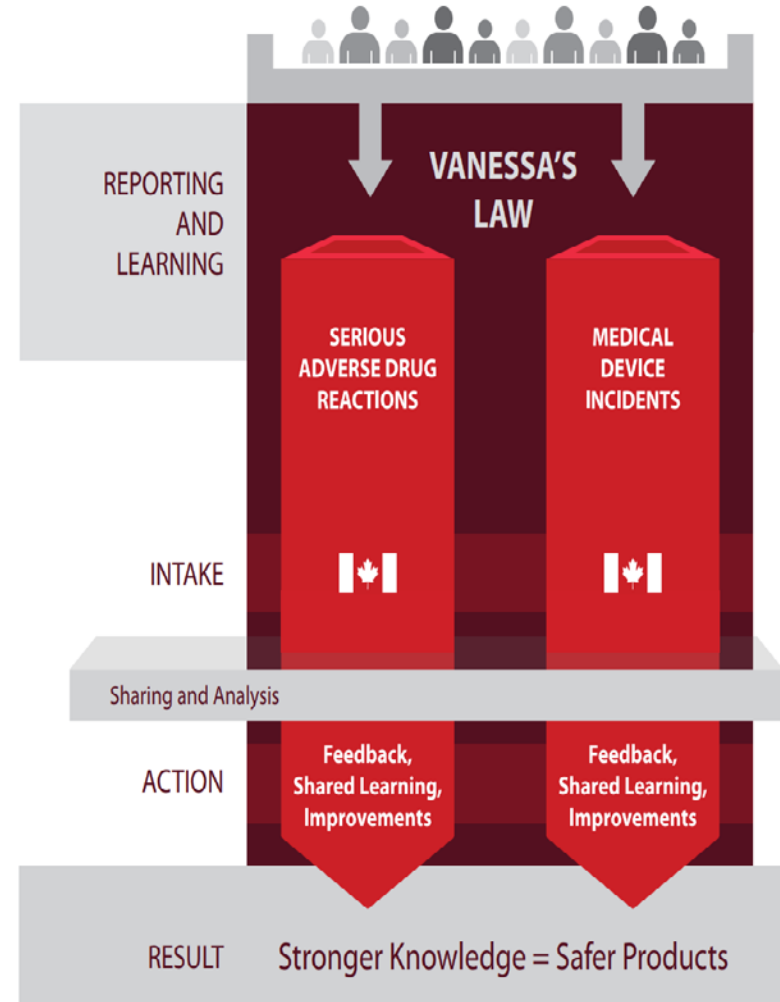 VANESSA'S
LAW
REPORTING
AND
LEARNING
SERIOUS
ADVERSE DRUG
REACTIONS
MEDICAL
DEVICE
INCIDENTS
INTAKE
Sharing and Analysis
ACTION
Feedback,
Shared Learning,
Improvements
Feedback,
Shared Learning,
Improvements
RESULT
Stronger Knowledge = Safer Products